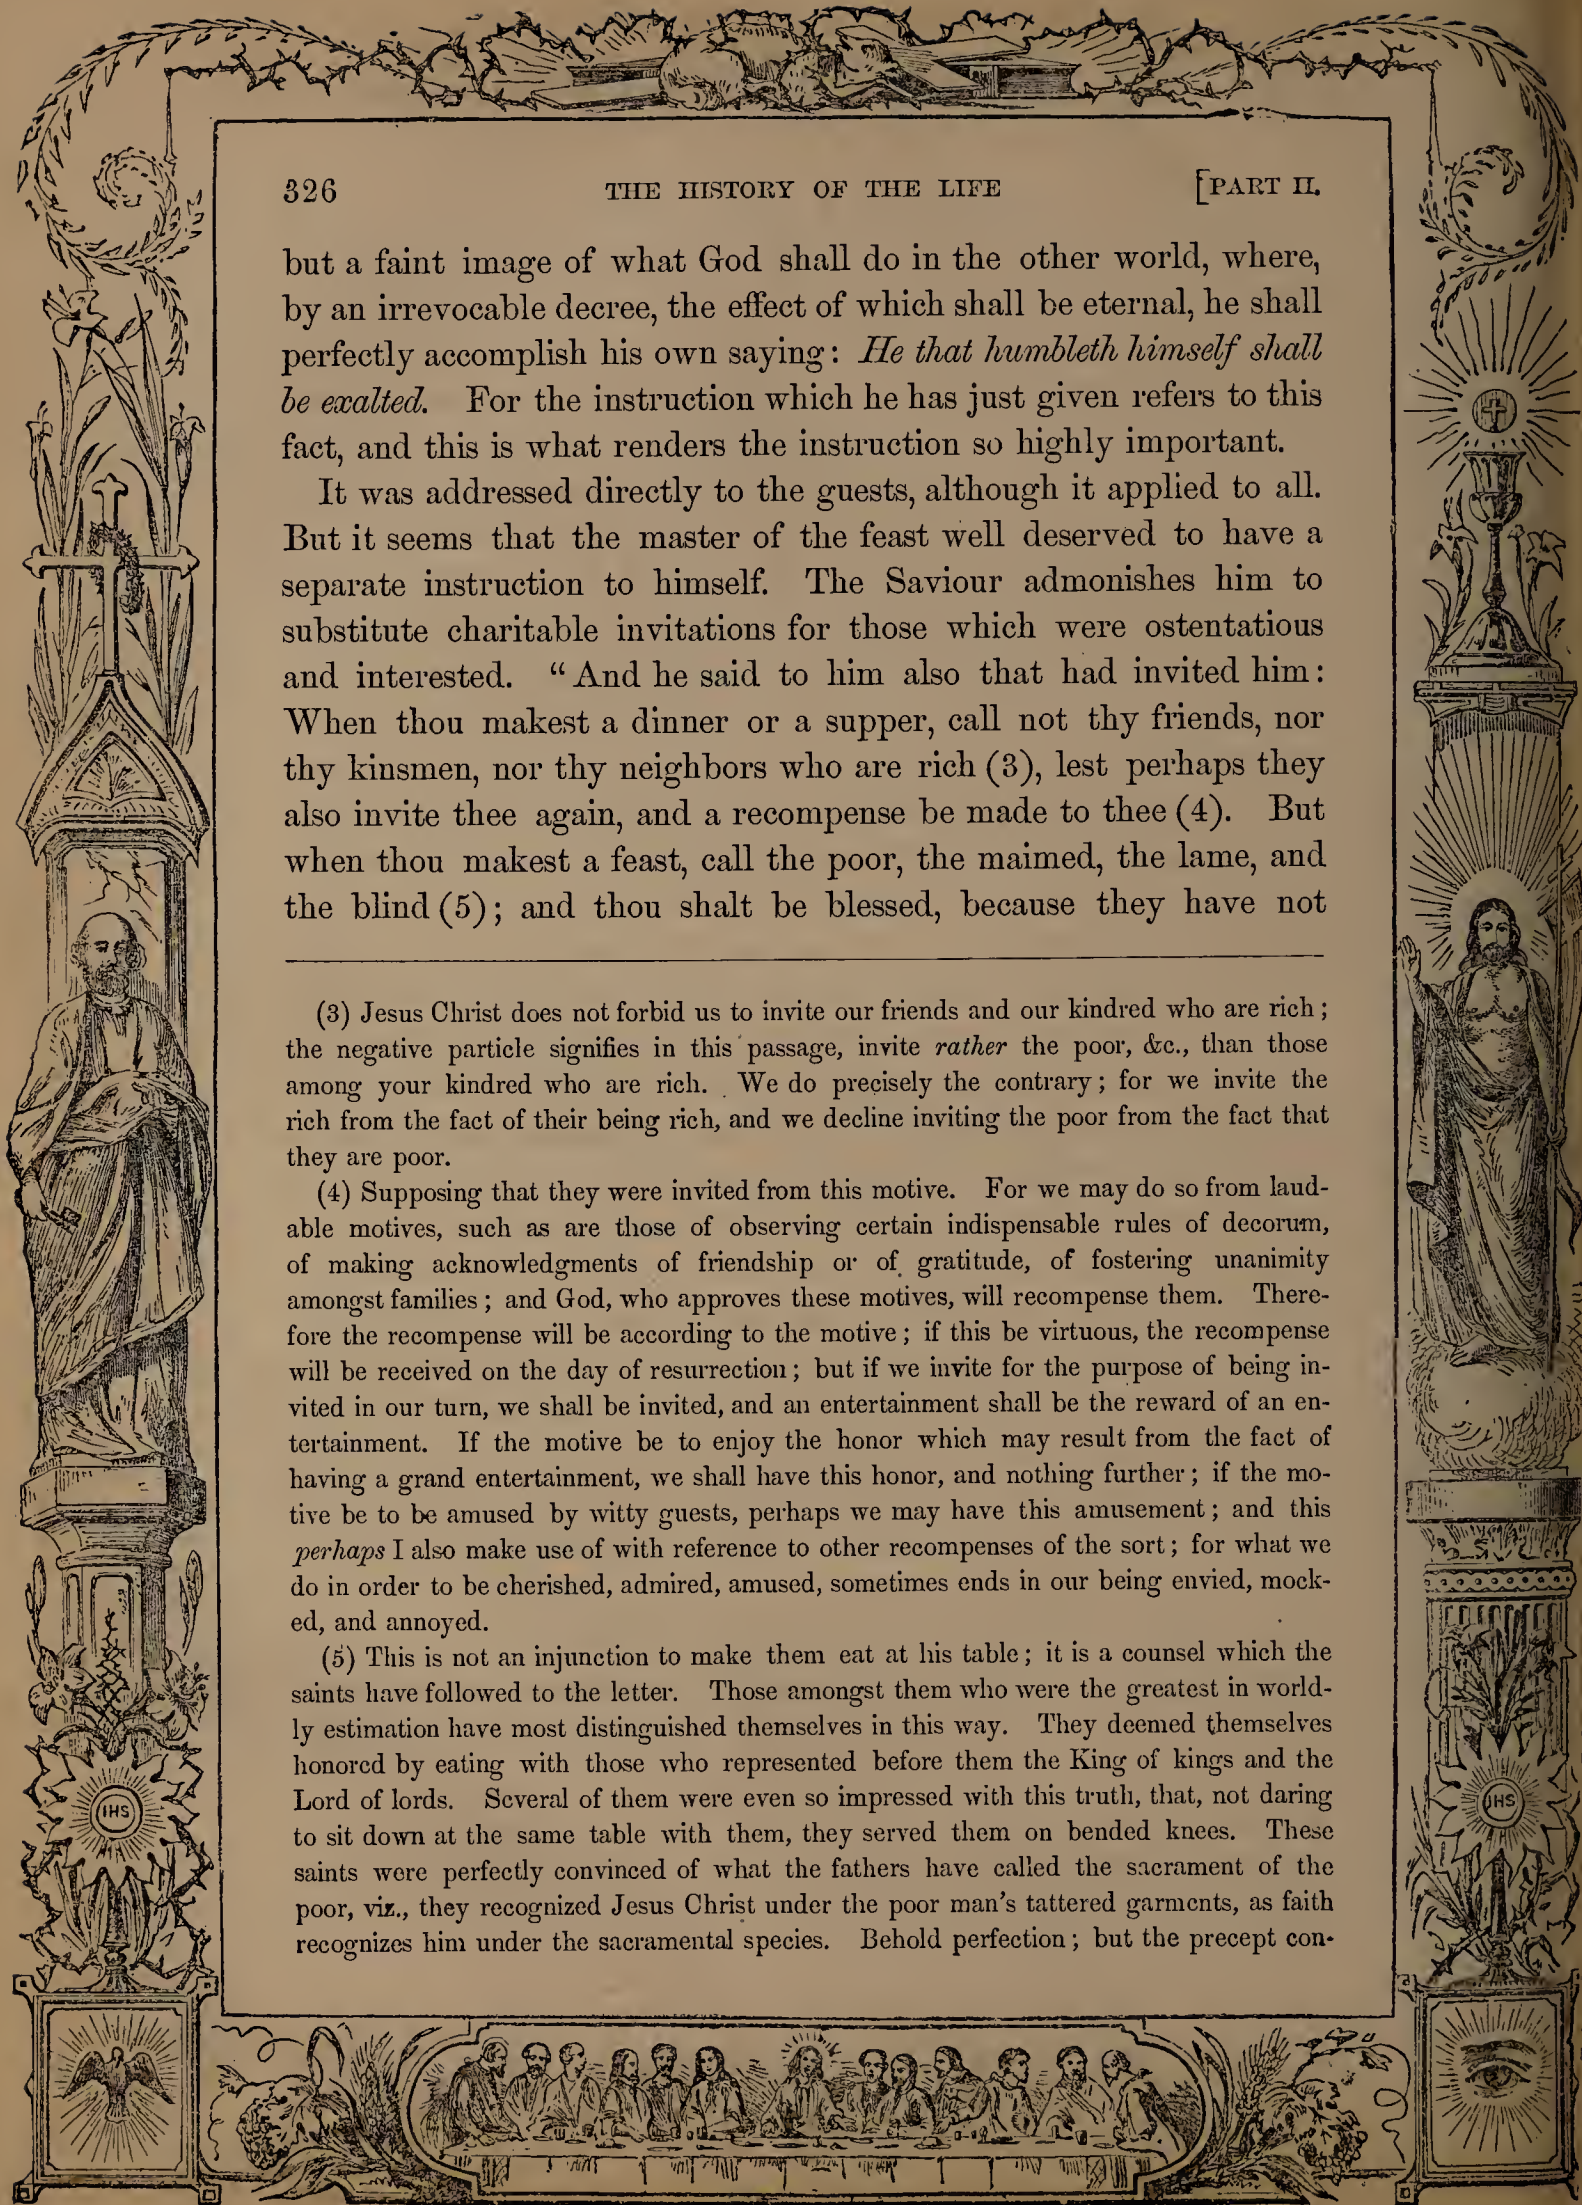 326 THE HISTORY OF THE LIFE [PART II.
but a faint image of what God shall do in the other world, where,
by an irrevocable decree, the effect of which shall be eternal, he shall
perfectly accomplish his own saying: He that humbleth himself shall
be exalted. For the instruction which he has just given refers to this
fact, and this is what renders the instruction so highly important.
It was addressed directly to the guests, although it applied to all.
But it seems that the master of the feast well deserved to have a
separate instruction to himself. The Saviour admonishes him to
substitute charitable invitations for those which were ostentatious
and interested. “And he said to him also that had invited him:
When thou makest a dinner or a supper, call not thy friends, nor
thy kinsmen, nor thy neighbors who are rich (3), lest perhaps they
also invite thee again, and a recompense be made to thee (4). But
when thou makest a feast, call the poor, the maimed, the lame, and
the blind (5); and thou shalt be blessed, because they have not
(3) Jesus Christ does not forbid us to invite our friends and our kindred who are rich;
the negative particle signifies in this passage, invite rather the poor, &c., than those
among your kindred who are rich. We do precisely the contrary; for we invite the
rich from the fact of their being rich, and we decline inviting the poor from the fact that
they are poor.
(4) Supposing that they were invited from this motive. For we may do so from laud-
able motives, such as are those of observing certain indispensable rules of decorum,
of making acknowledgments of friendship or of gratitude, of fostering unanimity
amongst families; and God, who approves these motives, will recompense them. There-
fore the recompense will be according to the motive; if this be virtuous, the recompense
will be received on the day of resurrection; but if we invite for the purpose of being in-
vited in our turn, we shall be invited, and an entertainment shall be the reward of an en-
tertainment. If the motive be to enjoy the honor which may result from the fact of
having a grand entertainment, we shall have this honor, and nothing further; if the mo-
tive be to be amused by witty guests, perhaps we may have this amusement; and this
perhaps I also make use of with reference to other recompenses of the sort; for what we
do in order to be cherished, admired, amused, sometimes ends in our being envied, mock-
ed, and annoyed.
(5) This is not an injunction to make them eat at his table; it is a counsel which the
saints have followed to the letter. Those amongst them who were the greatest in world-
ly estimation have most distinguished themselves in this way. They deemed themselves
honored by eating with those who represented before them the King of kings and the
Lord of lords. Several of them were even so impressed with this truth, that, not daring
to sit down at the same table with them, they served them on bended knees. These
saints were perfectly convinced of what the fathers have called the sacrament of the
poor, viz., they recognized Jesus Christ under the poor man’s tattered garments, as faith
recognizes him under the sacramental species. Behold perfection; but the precept con-
IHS
IHS